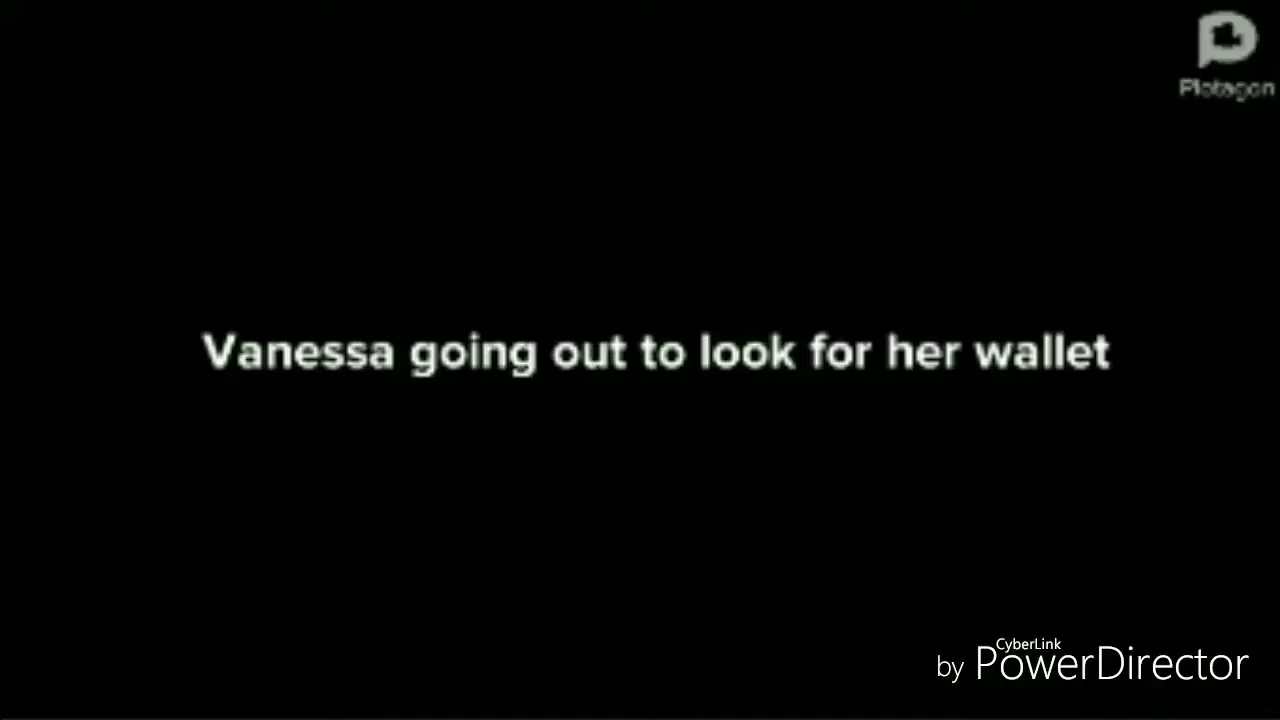 Plotagon
Vanessa going out to look for her wallet
CyberLink
by PowerDirector